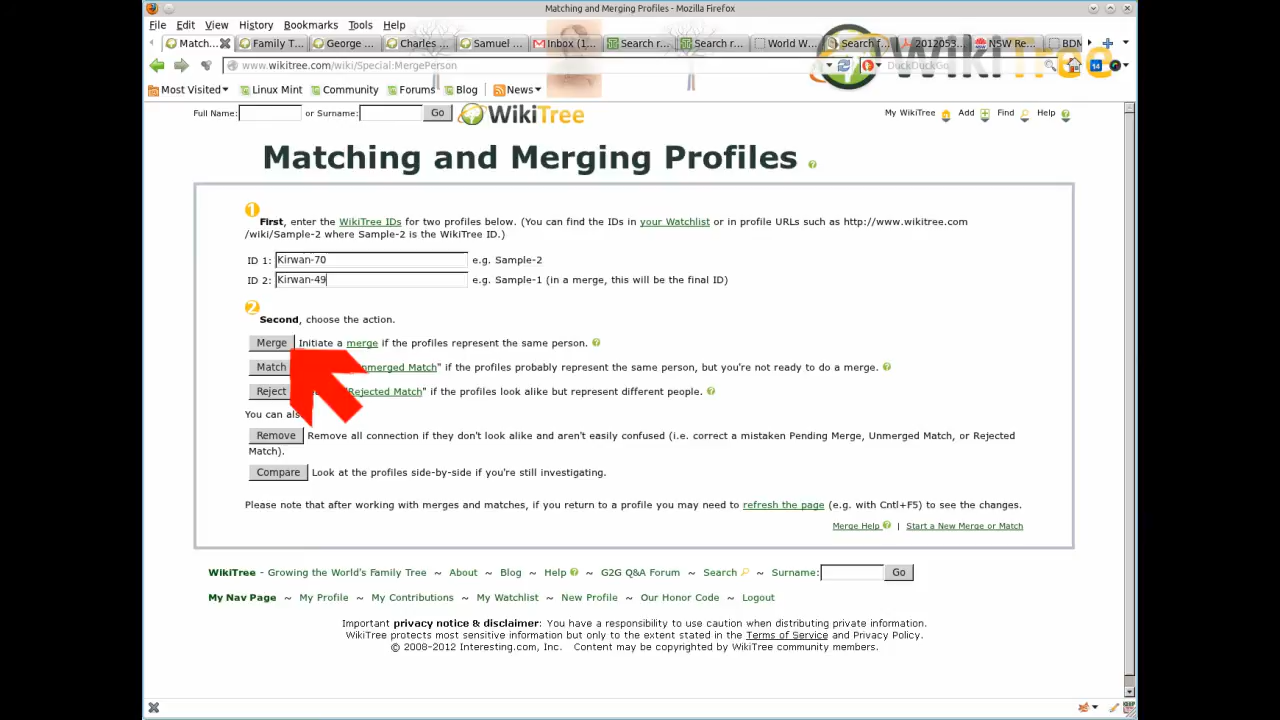 Matching and Merging Profiles - Mozilla Firefox
File Edit View History Bookmarks Tools Help
Match... Family T... George ... Charles ... Samuel ... Inbox (1... Search r... Search r... World W... Search f... 2012053... NSW Re... BDN
www.wikitree.com/wiki/Special:MergePerson DuckDuckGo 14
WikiTree
Most Visited Linux Mint Community Forums Blog News
Full Name: or Surname: Go WikiTree My WikiTree Add Find Help
Matching and Merging Profiles
1
First, enter the WikiTree IDs for two profiles below. (You can find the IDs in your Watchlist or in profile URLs such as http://www.wikitree.com
/wiki/Sample-2 where Sample-2 is the WikiTree ID.)
ID 1: Kirwan-70 e.g. Sample-2
ID 2: Kirwan-49 e.g. Sample-1 (in a merge, this will be the final ID)
2
Second, choose the action.
Merge Initiate a merge if the profiles represent the same person.
Match nmerged Match" if the profiles probably represent the same person, but you're not ready to do a merge.
Reject "Rejected Match" if the profiles look alike but represent different people.
You can als
Remove Remove all connection if they don't look alike and aren't easily confused (i.e. correct a mistaken Pending Merge, Unmerged Match, or Rejected
Match).
Compare Look at the profiles side-by-side if you're still investigating.
Please note that after working with merges and matches, if you return to a profile you may need to refresh the page (e.g. with Cntl+F5) to see the changes.
Merge Help | Start a New Merge or Match
WikiTree - Growing the World's Family Tree ~ About ~ Blog ~ Help ~ G2G Q&A Forum ~ Search ~ Surname: Go
My Nav Page ~ My Profile ~ My Contributions ~ My Watchlist ~ New Profile ~ Our Honor Code ~ Logout
Important privacy notice & disclaimer: You have a responsibility to use caution when distributing private information.
WikiTree protects most sensitive information but only to the extent stated in the Terms of Service and Privacy Policy.
© 2008-2012 Interesting.com, Inc. Content may be copyrighted by WikiTree community members.